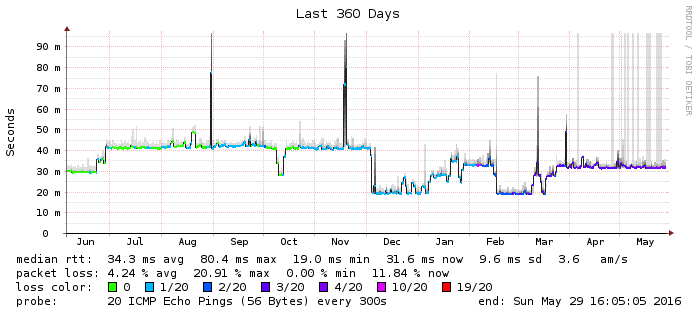 Last 360 Days
RRDTOOL / TOBI OETIKER
Seconds
90 m
80 m
70 m
60 m
50 m
40 m
30 m
20 m
10 m
0
Jun Jul Aug Sep Oct Nov Dec Jan Feb Mar Apr May
median rtt: 34.3 ms avg 80.4 ms max 19.0 ms min 31.6 ms now 9.6 ms sd 3.6 am/s
packet loss: 4.24 % avg 20.91 % max 0.00 % min 11.84 % now
loss color: 0 1/20 2/20 3/20 4/20 10/20 19/20
probe: 20 ICMP Echo Pings (56 Bytes) every 300s end: Sun May 29 16:05:05 2016